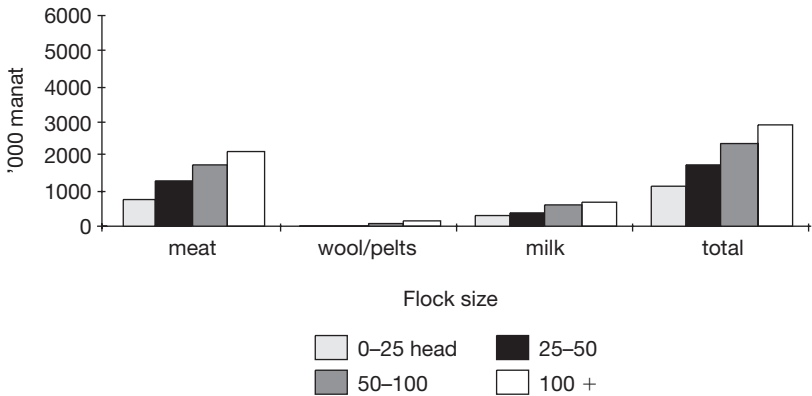 6000
5000
4000
3000
2000
1000
0
'000 manat
meat wool/pelts milk total
Flock size
0–25 head 25–50
50–100 100 +